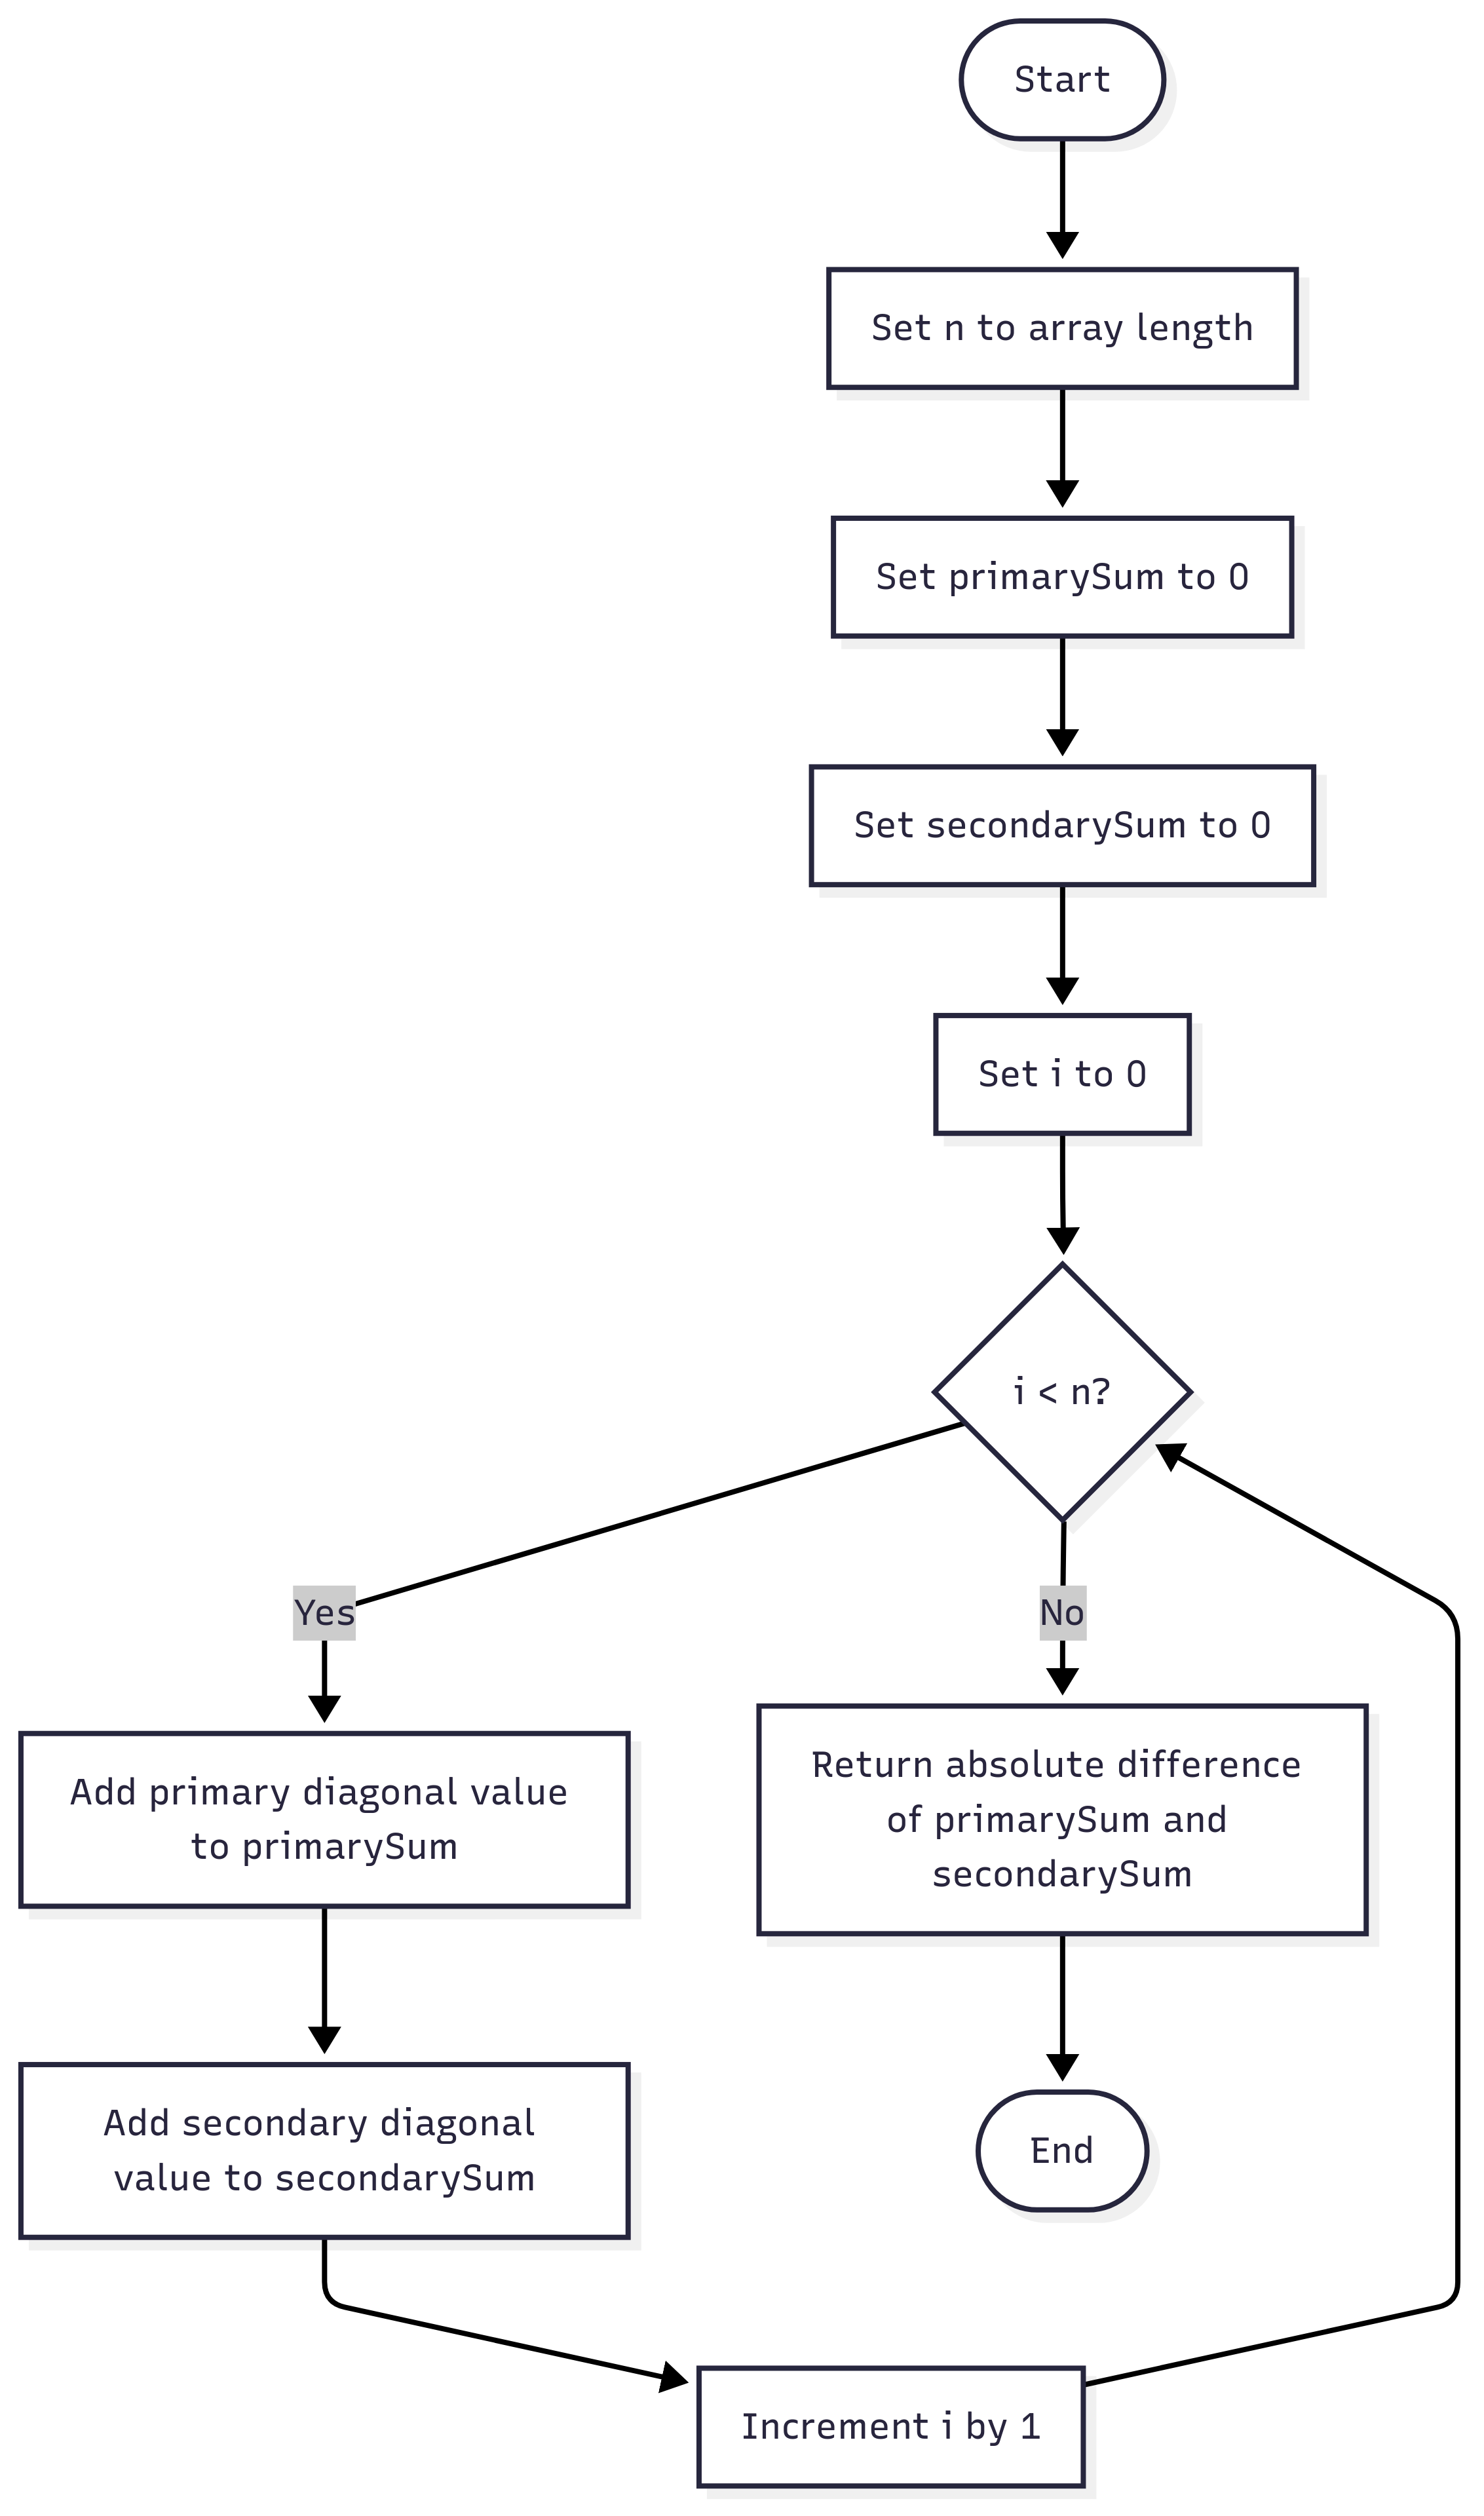 Start
Set n to array length
Set primarySum to 0
Set secondarySum to 0
Set i to 0
i < n?
Yes
No
Add primary diagonal value
to primarySum
Return absolute difference
of primarySum and
secondarySum
Add secondary diagonal
value to secondarySum
End
Increment i by 1